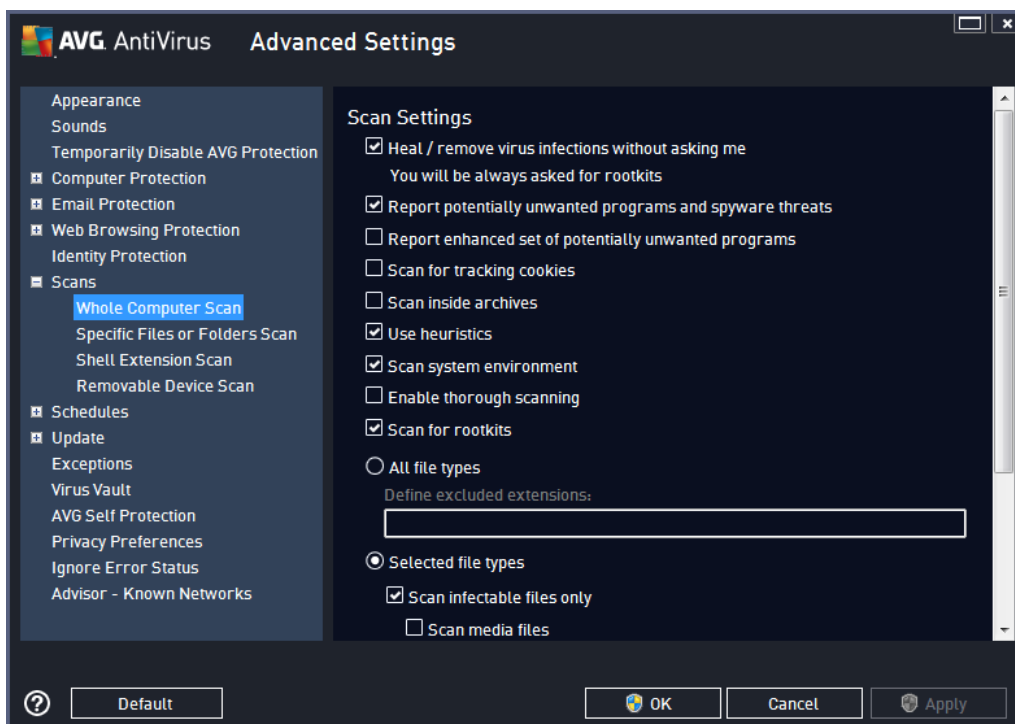 AVG AntiVirus Advanced Settings
Appearance
Sounds
Temporarily Disable AVG Protection
Computer Protection
Email Protection
Web Browsing Protection
Identity Protection
Scans
Whole Computer Scan
Specific Files or Folders Scan
Shell Extension Scan
Removable Device Scan
Schedules
Update
Exceptions
Virus Vault
AVG Self Protection
Privacy Preferences
Ignore Error Status
Advisor - Known Networks
Scan Settings
Heal / remove virus infections without asking me
You will be always asked for rootkits
Report potentially unwanted programs and spyware threats
Report enhanced set of potentially unwanted programs
Scan for tracking cookies
Scan inside archives
Use heuristics
Scan system environment
Enable thorough scanning
Scan for rootkits
All file types
Define excluded extensions:
Selected file types
Scan infectable files only
Scan media files
? Default OK Cancel Apply